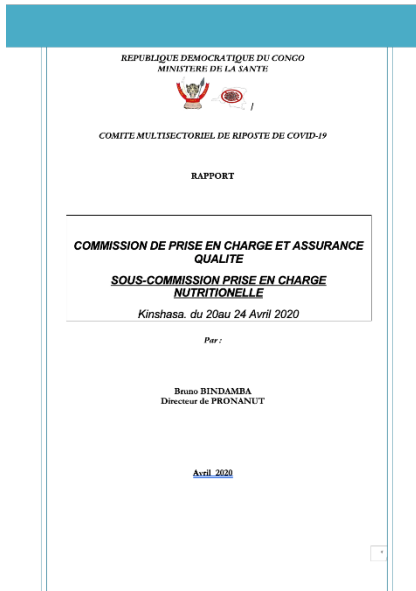 REPUBLIQUE DEMOCRATIQUE DU CONGO
MINISTERE DE LA SANTE
COMITE MULTISECTORIEL DE RIPOSTE DE COVID-19
RAPPORT
COMMISSION DE PRISE EN CHARGE ET ASSURANCE
QUALITE
SOUS-COMMISSION PRISE EN CHARGE
NUTRITIONELLE
Kinshasa. du 20au 24 Avril 2020
Par :
Bruno BINDAMBA
Directeur de PRONANUT
Avril 2020